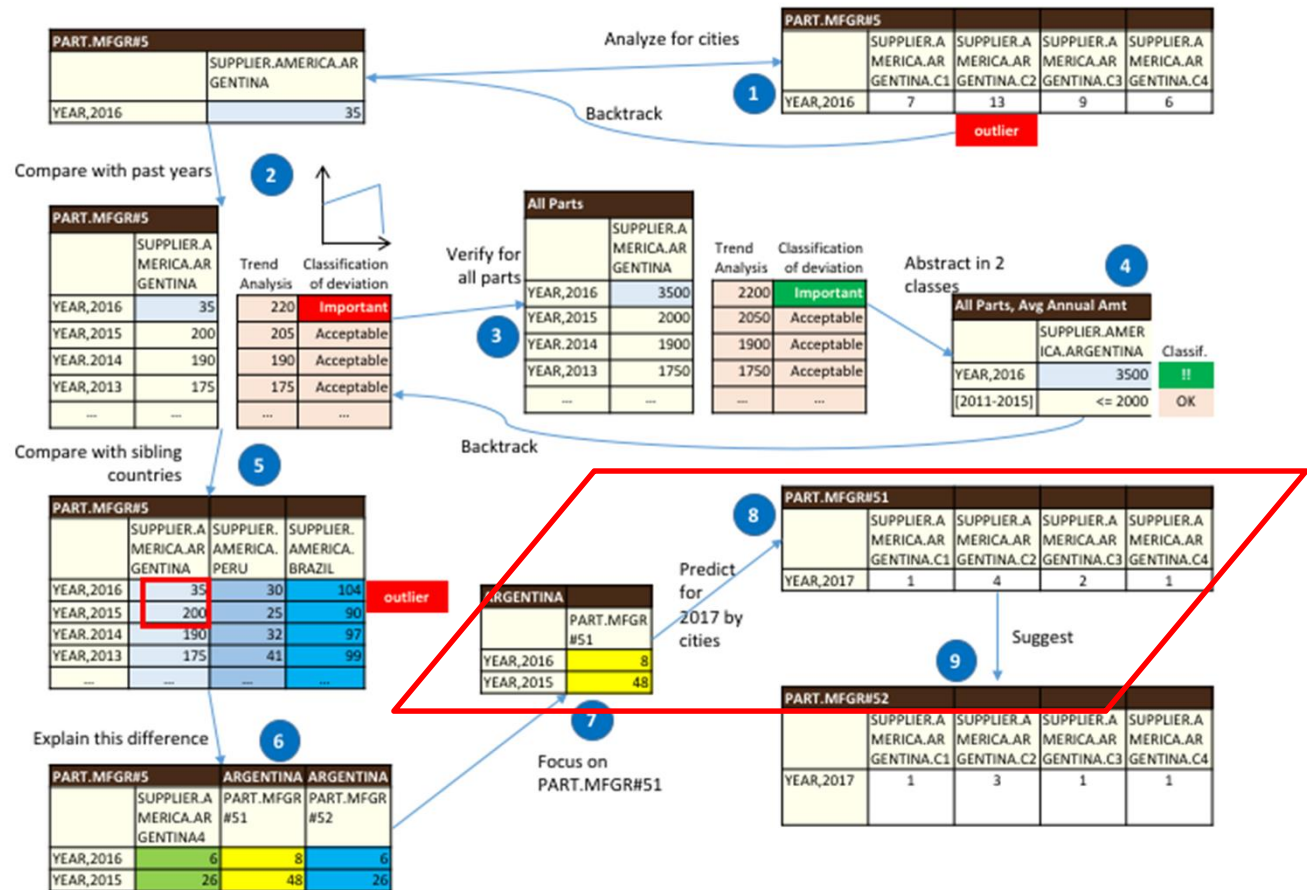 PART.MFGR#5
SUPPLIER.AMERICA.AR
GENTINA
YEAR,2016 35
Analyze for cities
Backtrack
1
PART.MFGR#5
SUPPLIER.A SUPPLIER.A SUPPLIER.A SUPPLIER.A
MERICA.AR MERICA.AR MERICA.AR MERICA.AR
GENTINA.C1 GENTINA.C2 GENTINA.C3 GENTINA.C4
YEAR,2016 7 13 9 6
outlier
Compare with past years
2
PART.MFGR#5
SUPPLIER.A
MERICA.AR
GENTINA
Trend Classification
Analysis of deviation
YEAR,2016 35 220 Important
YEAR,2015 200 205 Acceptable
YEAR.2014 190 190 Acceptable
YEAR,2013 175 175 Acceptable
... ... ... ...
Verify for
all parts
3
All Parts
SUPPLIER.A
MERICA.AR
GENTINA
Trend Classification
Analysis of deviation
YEAR,2016 3500 2200 Important
YEAR,2015 2000 2050 Acceptable
YEAR.2014 1900 1900 Acceptable
YEAR,2013 1750 1750 Acceptable
... ... ... ...
Abstract in 2
classes
4
All Parts, Avg Annual Amt
SUPPLIER.AMER
ICA.ARGENTINA Classif.
YEAR,2016 3500 !!
[2011-2015] <= 2000 OK
Backtrack
Compare with sibling
countries
5
PART.MFGR#5
SUPPLIER.A SUPPLIER. SUPPLIER.
MERICA.AR AMERICA. AMERICA.
GENTINA PERU BRAZIL
YEAR,2016 35 30 104 outlier
YEAR,2015 200 25 90
YEAR.2014 190 32 97
YEAR,2013 175 41 99
... ... ... ...
Explain this difference
6
PART.MFGR#5 ARGENTINA ARGENTINA
SUPPLIER.A PART.MFGR PART.MFGR
MERICA.AR #51 #52
GENTINA4
YEAR,2016 6 8 6
YEAR,2015 26 48 26
ARGENTINA
PART.MFGR
#51
YEAR,2016 8
YEAR,2015 48
7
Focus on
PART.MFGR#51
Predict
for
2017 by
cities
8
PART.MFGR#51
SUPPLIER.A SUPPLIER.A SUPPLIER.A SUPPLIER.A
MERICA.AR MERICA.AR MERICA.AR MERICA.AR
GENTINA.C1 GENTINA.C2 GENTINA.C3 GENTINA.C4
YEAR,2017 1 4 2 1
Suggest
9
PART.MFGR#52
SUPPLIER.A SUPPLIER.A SUPPLIER.A SUPPLIER.A
MERICA.AR MERICA.AR MERICA.AR MERICA.AR
GENTINA.C1 GENTINA.C2 GENTINA.C3 GENTINA.C4
YEAR,2017 1 3 1 1